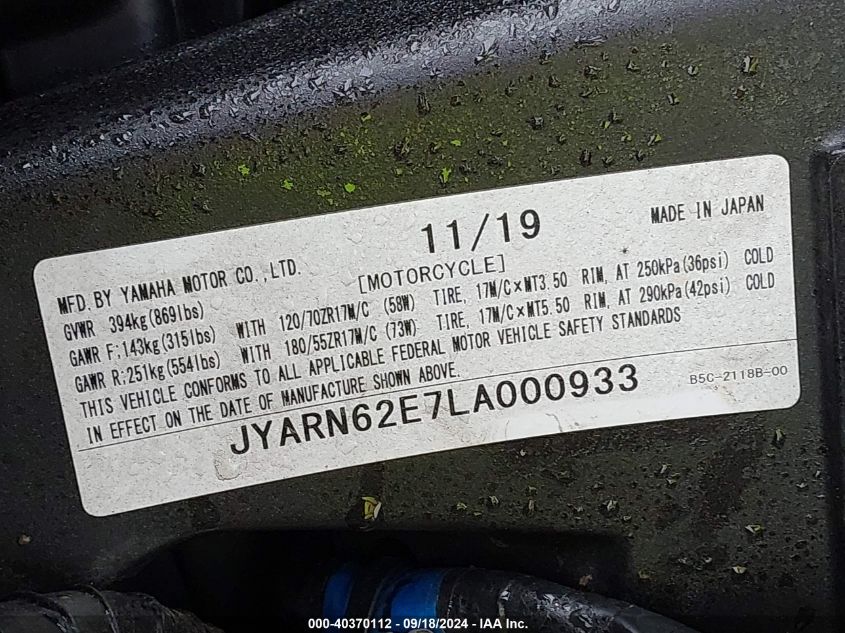 11/19
MADE IN JAPAN
MFD. BY YAMAHA MOTOR CO., LTD.
[MOTORCYCLE]
GVWR 394kg(869lbs)
GAWR F:143kg(315lbs) WITH 120/70ZR17M/C (58W) TIRE, 17M/C×MT3.50 RIM, AT 250kPa(36psi) COLD
GAWR R:251kg(554lbs) WITH 180/55ZR17M/C (73W) TIRE, 17M/C×MT5.50 RIM, AT 290kPa(42psi) COLD
THIS VEHICLE CONFORMS TO ALL APPLICABLE FEDERAL MOTOR VEHICLE SAFETY STANDARDS
IN EFFECT ON THE DATE OF MANUFACTURE SHOWN ABOVE.
JYARN62E7LA000933
B5C-2118B-00
000-40370112 - 09/18/2024 - IAA Inc.